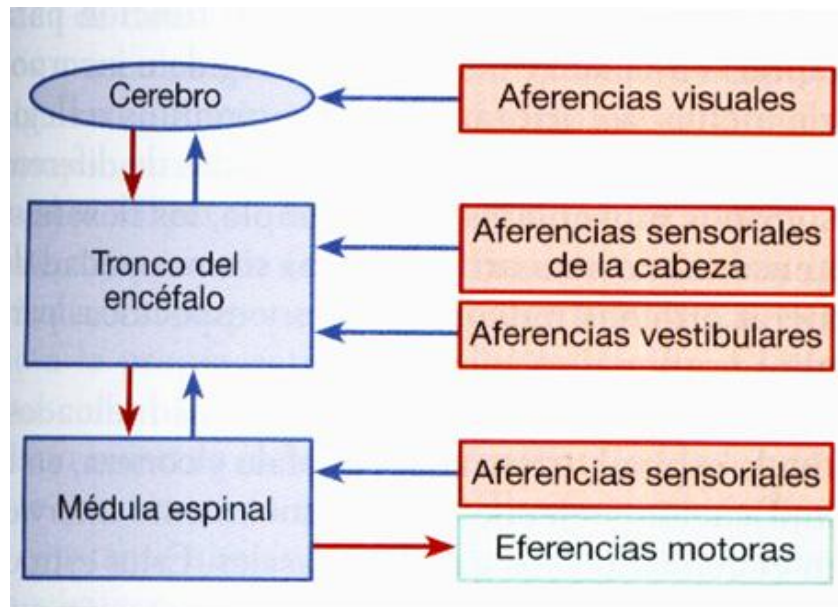 Cerebro
Aferencias visuales
Tronco del
encéfalo
Aferencias sensoriales
de la cabeza
Aferencias vestibulares
Médula espinal
Aferencias sensoriales
Eferencias motoras